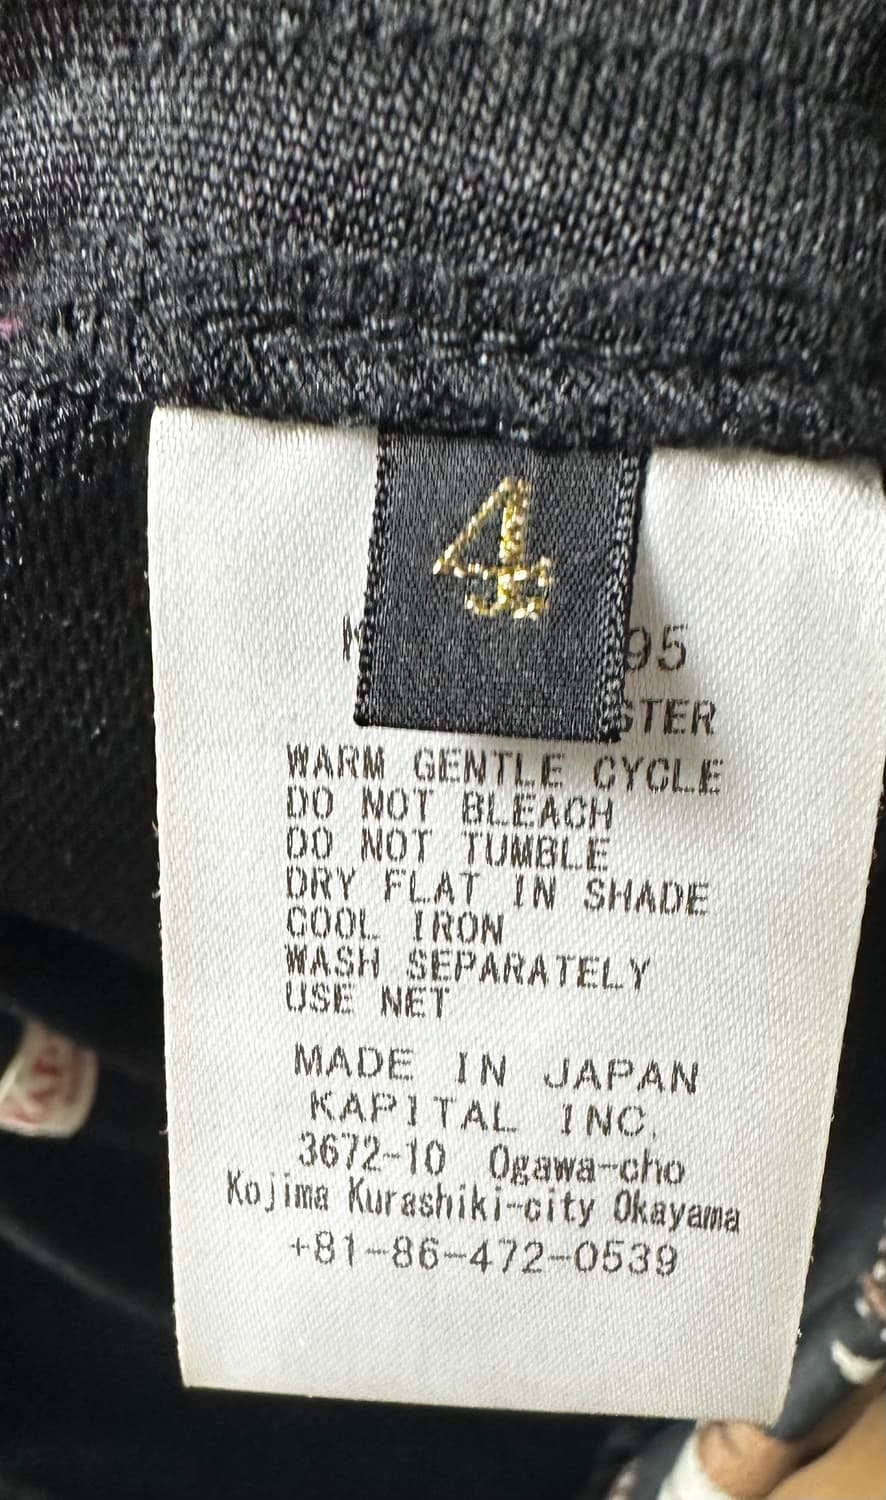 4
95
WARM GENTLE CYCLE
DO NOT BLEACH
DO NOT TUMBLE
DRY FLAT IN SHADE
COOL IRON
WASH SEPARATELY
USE NET
MADE IN JAPAN
KAPITAL INC.
3672-10 Ogawa-cho
Kojima Kurashiki-city Okayama
+81-86-472-0539